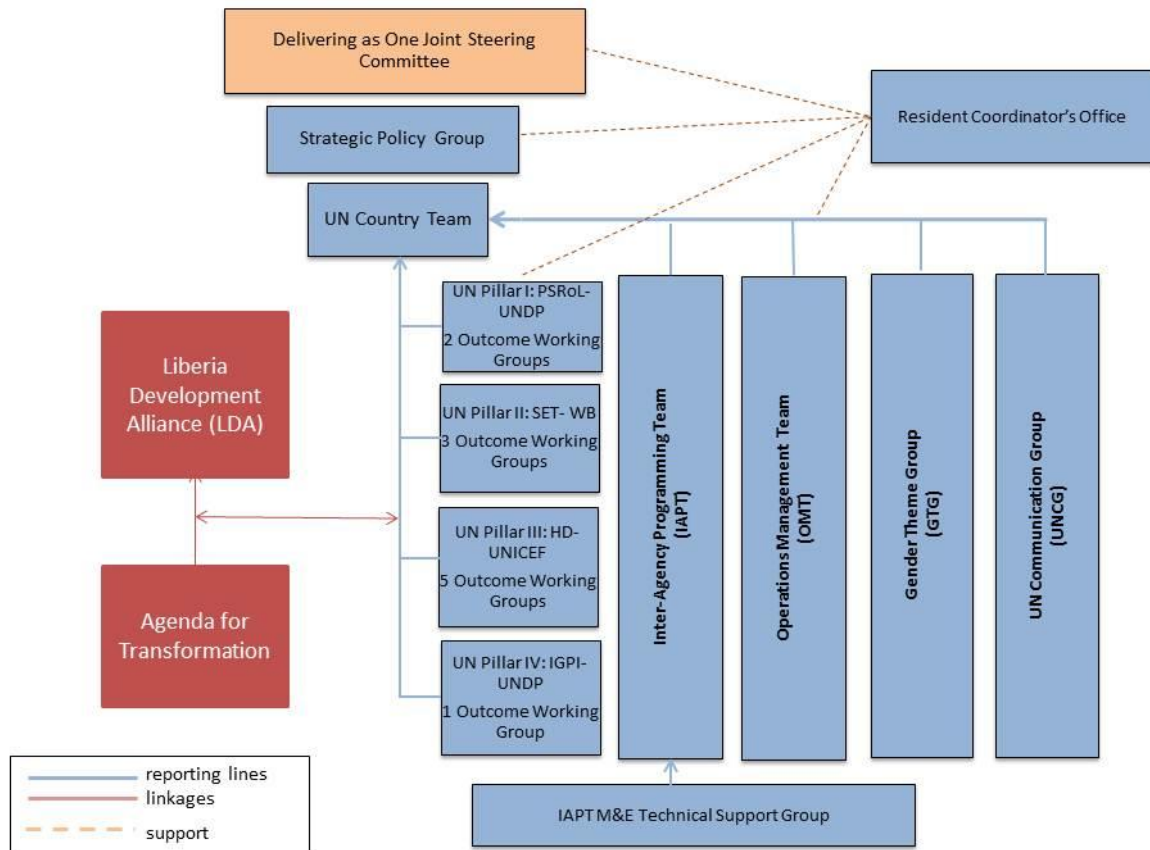 Delivering as One Joint Steering
Committee
Resident Coordinator's Office
Strategic Policy Group
UN Country Team
UN Pillar I: PSRoL-
UNDP
2 Outcome Working
Groups
UN Pillar II: SET- WB
3 Outcome Working
Groups
UN Pillar III: HD-
UNICEF
5 Outcome Working
Groups
UN Pillar IV: IGPI-
UNDP
1 Outcome Working
Group
Inter-Agency Programming Team
(IAPT)
Operations Management Team
(OMT)
Gender Theme Group
(GTG)
UN Communication Group
(UNCG)
Liberia
Development
Alliance (LDA)
Agenda for
Transformation
IAPT M&E Technical Support Group
reporting lines
linkages
support